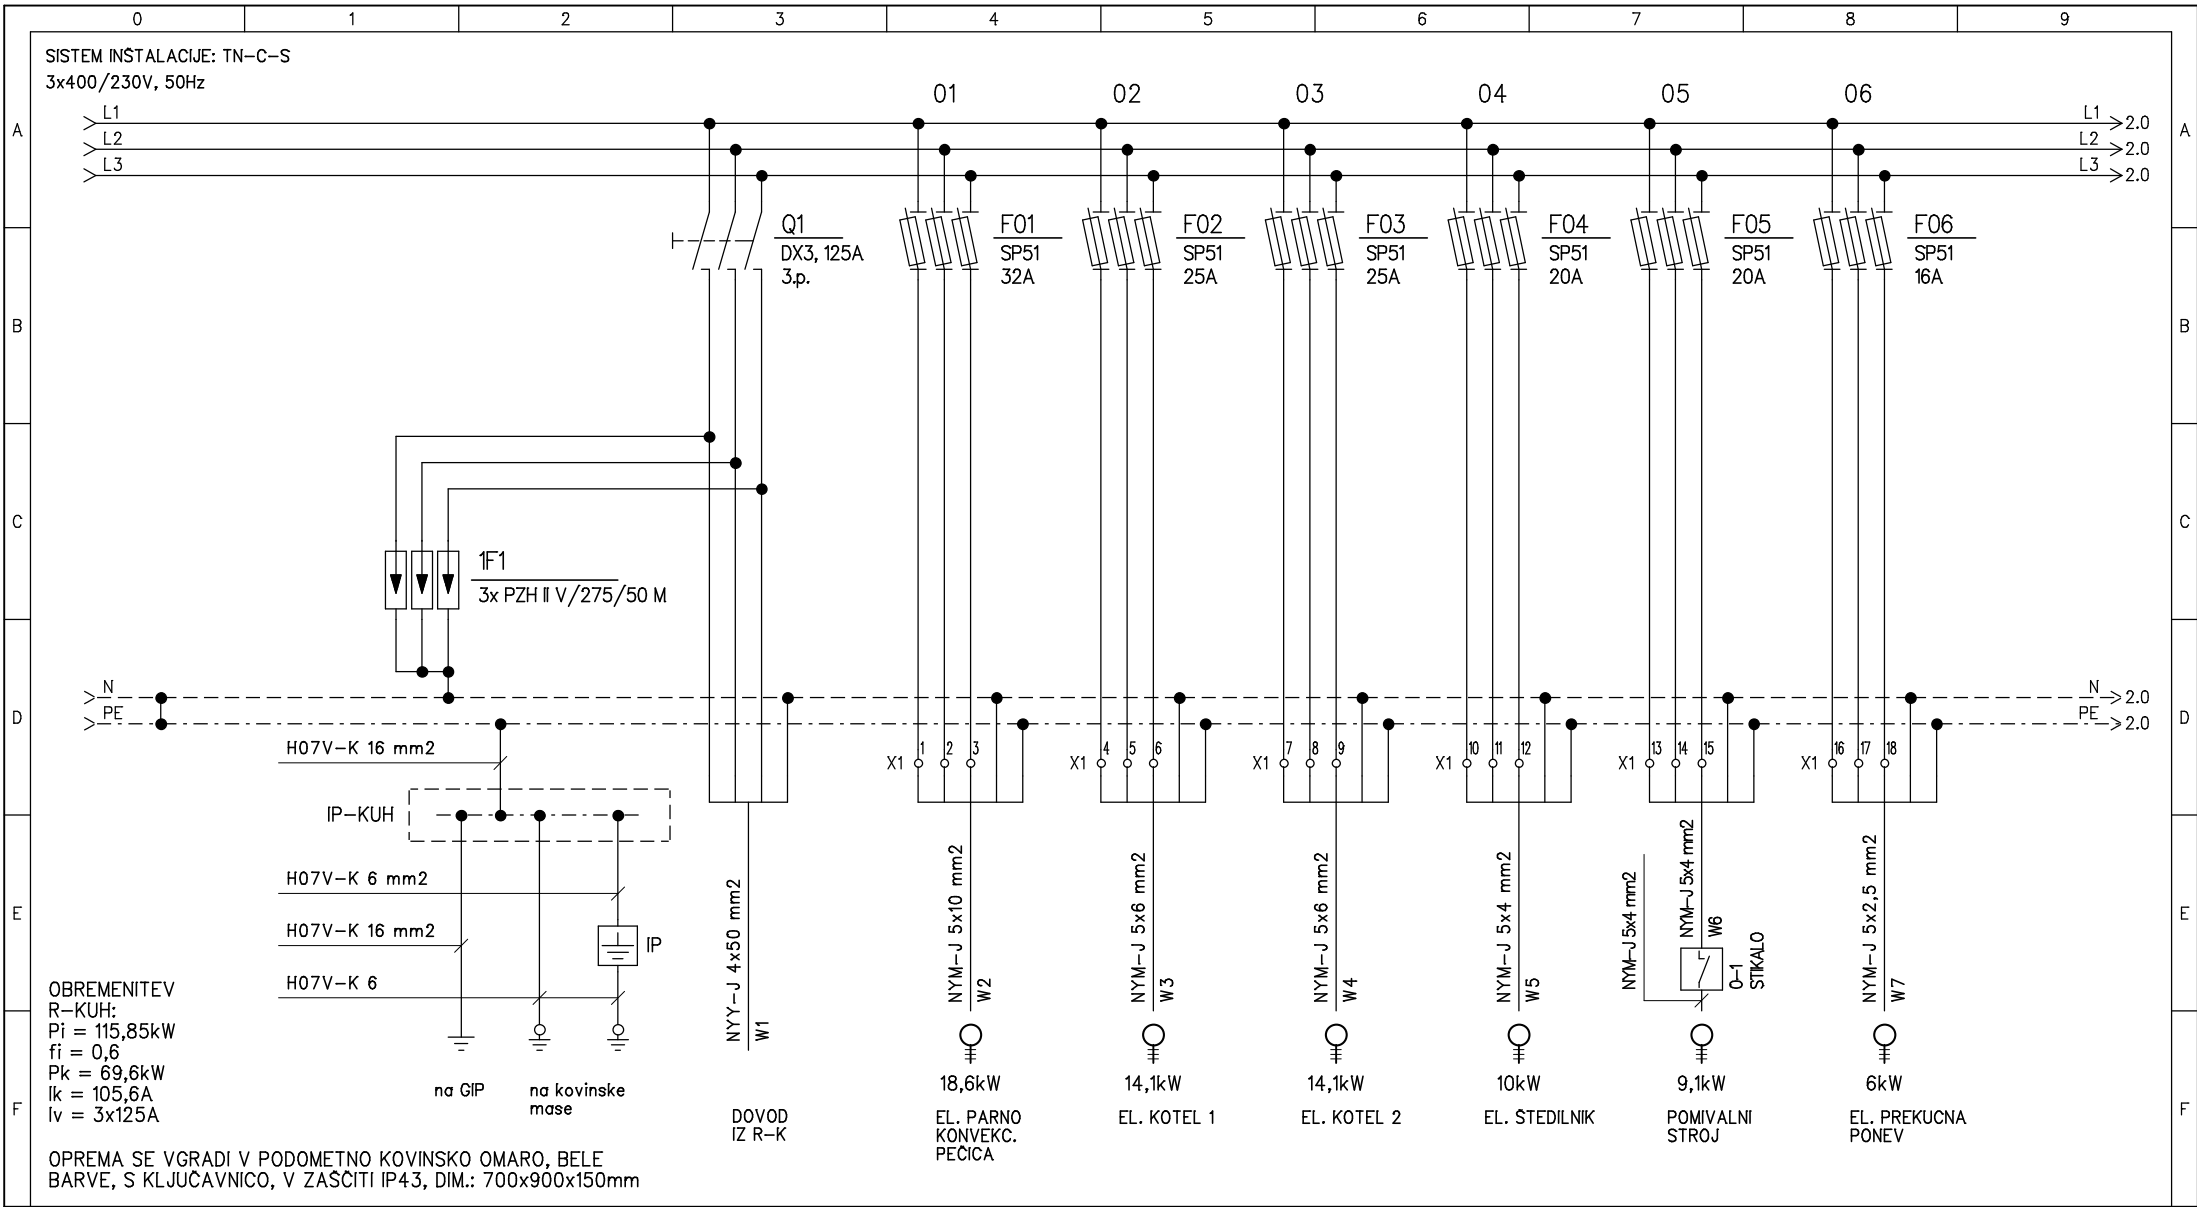 0 1 2 3 4 5 6 7 8 9
SISTEM INŠTALACIJE: TN-C-S
3x400/230V, 50Hz
01 02 03 04 05 06
A L1 L1 2.0 A
L2 L2 2.0
L3 L3 2.0
Q1
DX3, 125A
3.p.
F01
SP51
32A
F02
SP51
25A
F03
SP51
25A
F04
SP51
20A
F05
SP51
20A
F06
SP51
16A
B B
C C
1F1
3x PZH II V/275/50 M
N N 2.0
D D
PE PE 2.0
H07V-K 16 mm2
X1 1 2 3
X1 4 5 6
X1 7 8 9
X1 10 11 12
X1 13 14 15
X1 16 17 18
IP-KUH
H07V-K 6 mm2
E E
H07V-K 16 mm2
IP
H07V-K 6
NYY-J 4x50 mm2
W1
NYM-J 5x10 mm2
W2
NYM-J 5x6 mm2
W3
NYM-J 5x6 mm2
W4
NYM-J 5x4 mm2
W5
NYM-J 5x4 mm2
NYM-J 5x4 mm2
W6
0-1
STIKALO
NYM-J 5x2,5 mm2
W7
OBREMENITEV
R-KUH:
Pi = 115,85kW
fi = 0,6
Pk = 69,6kW
Ik = 105,6A
Iv = 3x125A
F F
na GIP
na kovinske
mase
DOVOD
IZ R-K
18,6kW
EL. PARNO
KONVEKC.
PEČICA
14,1kW
EL. KOTEL 1
14,1kW
EL. KOTEL 2
10kW
EL. ŠTEDILNIK
9,1kW
POMIVALNI
STROJ
6kW
EL. PREKUCNA
PONEV
OPREMA SE VGRADI V PODOMETNO KOVINSKO OMARO, BELE
BARVE, S KLJUČAVNICO, V ZAŠČITI IP43, DIM.: 700x900x150mm